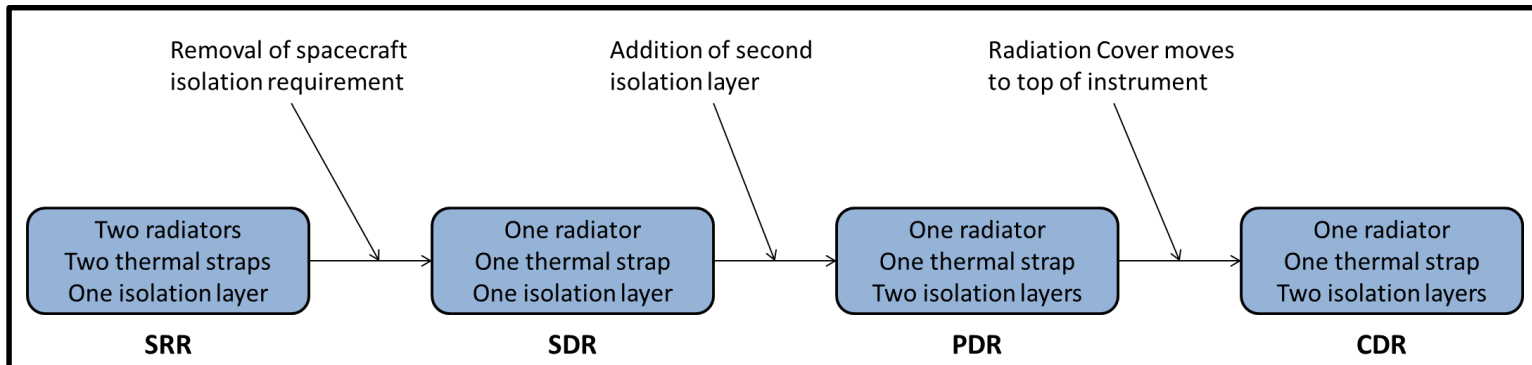 Removal of spacecraft
isolation requirement
Addition of second
isolation layer
Radiation Cover moves
to top of instrument
Two radiators
Two thermal straps
One isolation layer
One radiator
One thermal strap
One isolation layer
One radiator
One thermal strap
Two isolation layers
One radiator
One thermal strap
Two isolation layers
SRR
SDR
PDR
CDR